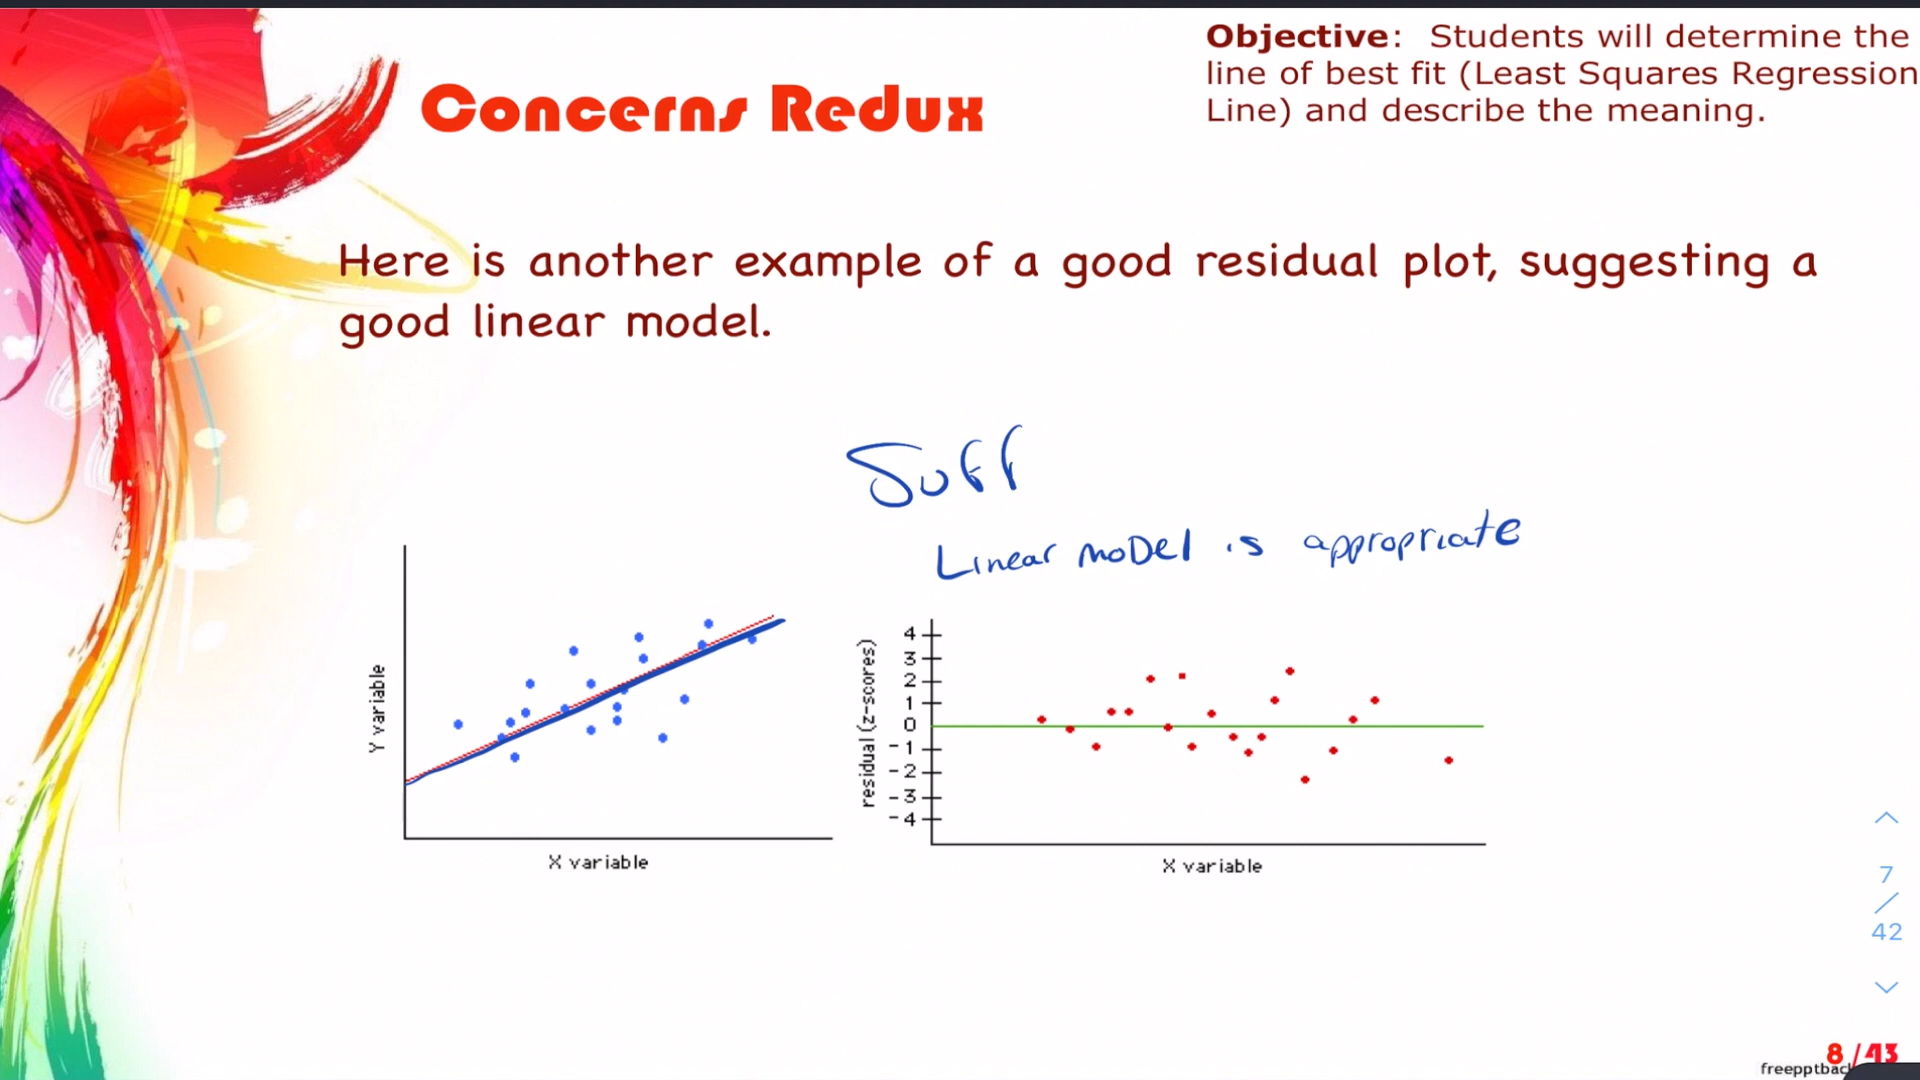 Objective: Students will determine the
line of best fit (Least Squares Regression
Line) and describe the meaning.
Concerns Redux
Here is another example of a good residual plot, suggesting a
good linear model.
Suff
Linear model is appropriate
Y variable
X variable
residual (z-scores)
4
3
2
1
0
-1
-2
-3
-4
X variable
7
/
42
8/43
freepptback